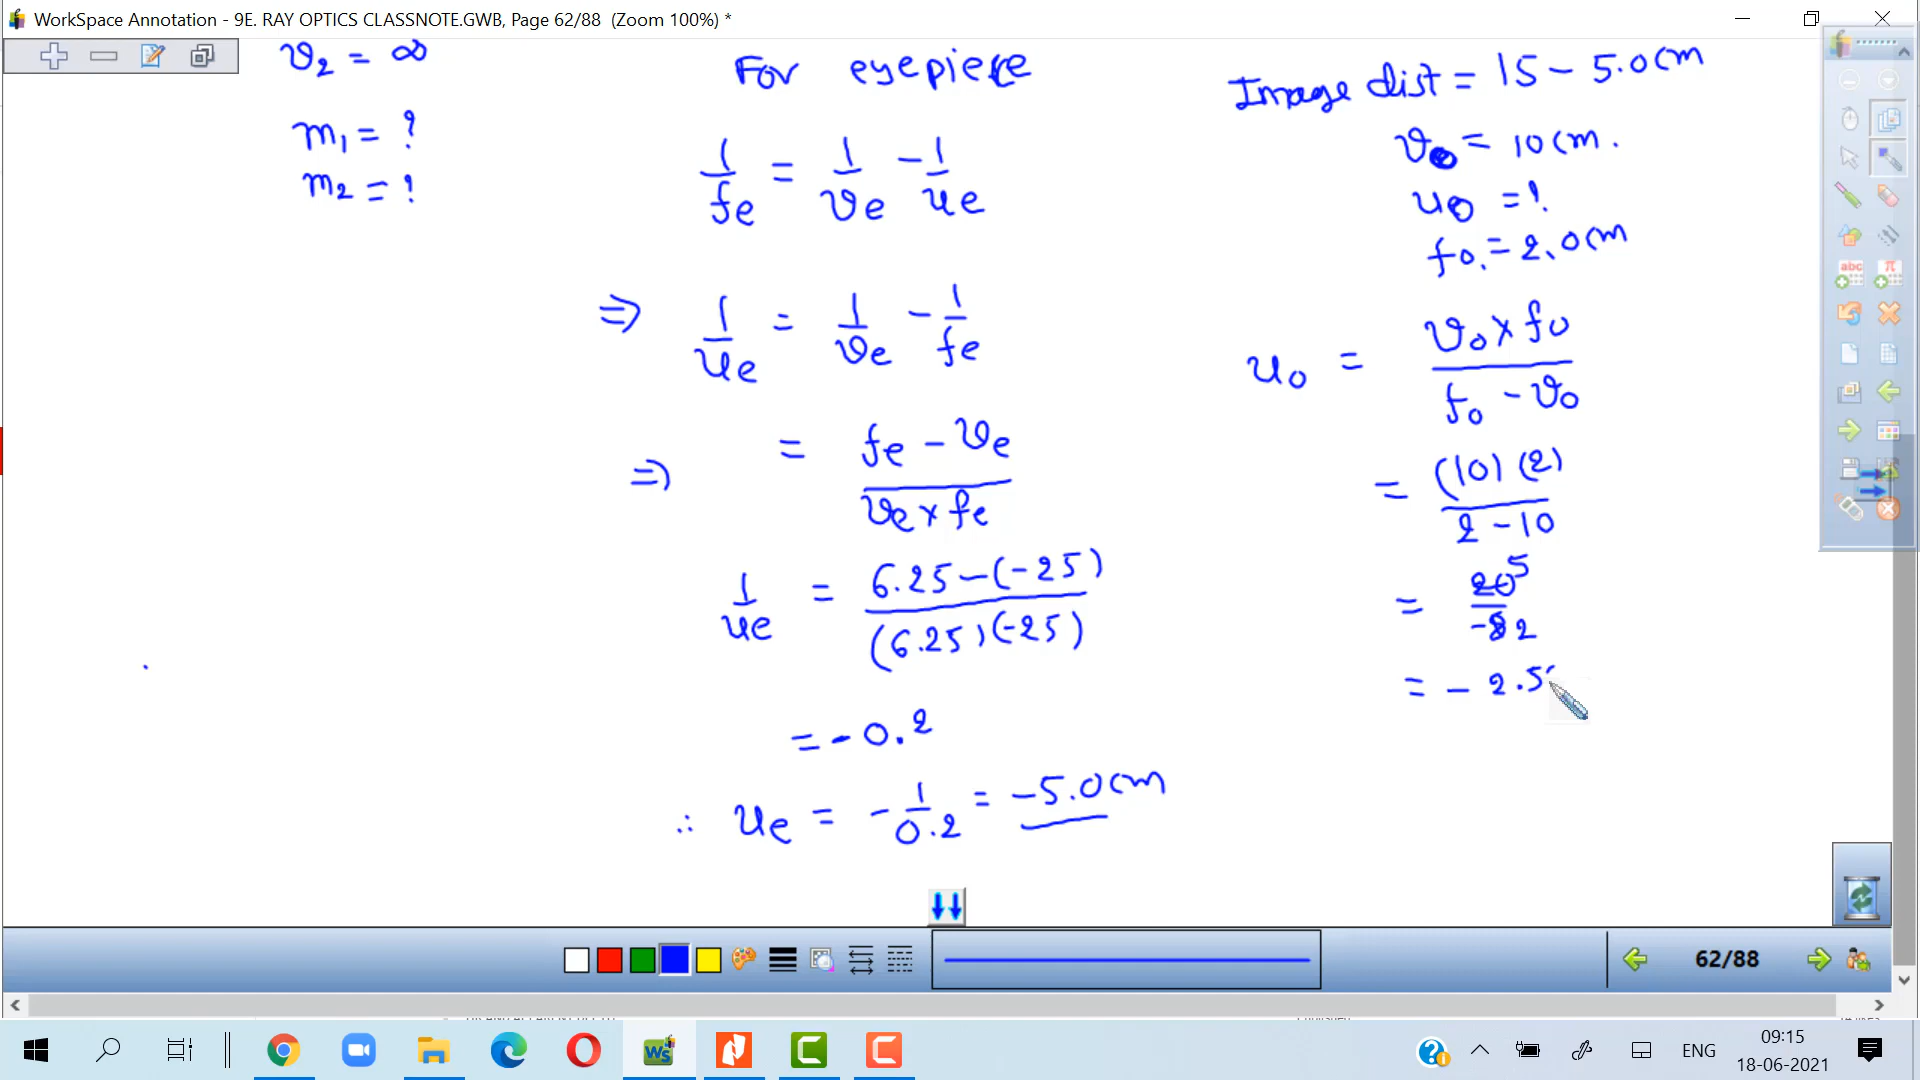 WorkSpace Annotation - 9E. RAY OPTICS CLASSNOTE.GWB, Page 62/88 (Zoom 100%) *
v₂ = ∞
m₁ = ?
m₂ = ?
For eyepiece
1/fe = 1/ve - 1/ue
⇒ 1/ue = 1/ve - 1/fe
⇒ = (fe - ve)/(ve × fe)
1/ue = (6.25 - (-25))/((6.25)(-25))
= -0.2
∴ ue = -1/0.2 = -5.0cm
Image dist = 15 - 5.0cm
vo = 10cm.
uo = ?
fo. = 2.0cm
uo = (vo × fo)/(fo - vo)
= (10)(2)/(2 - 10)
= 20 5/-8 2
= - 2.5
abc
π
62/88
WS
ENG
09:15
18-06-2021